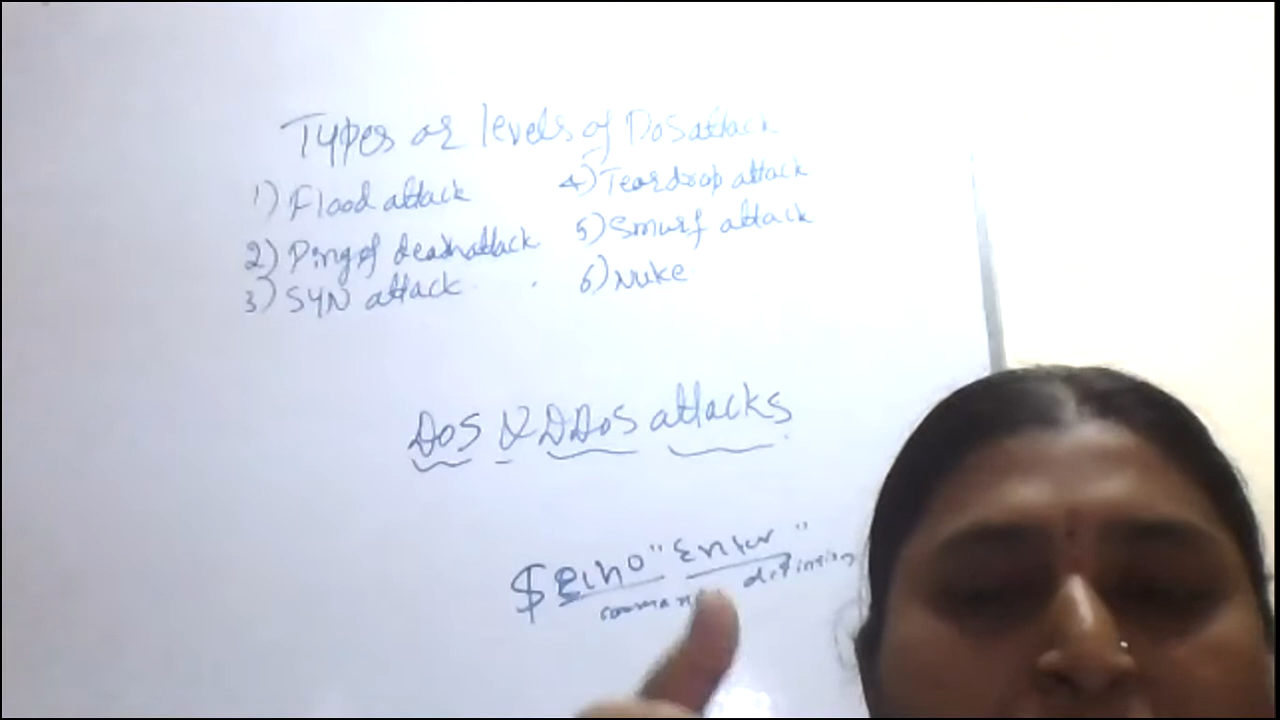 Types or levels of DoS attack
1) Flood attack
2) Ping of death attack
3) SYN attack
4) Teardrop attack
5) Smurf attack
6) Nuke
DoS & DDoS attacks
$ echo "Enter"